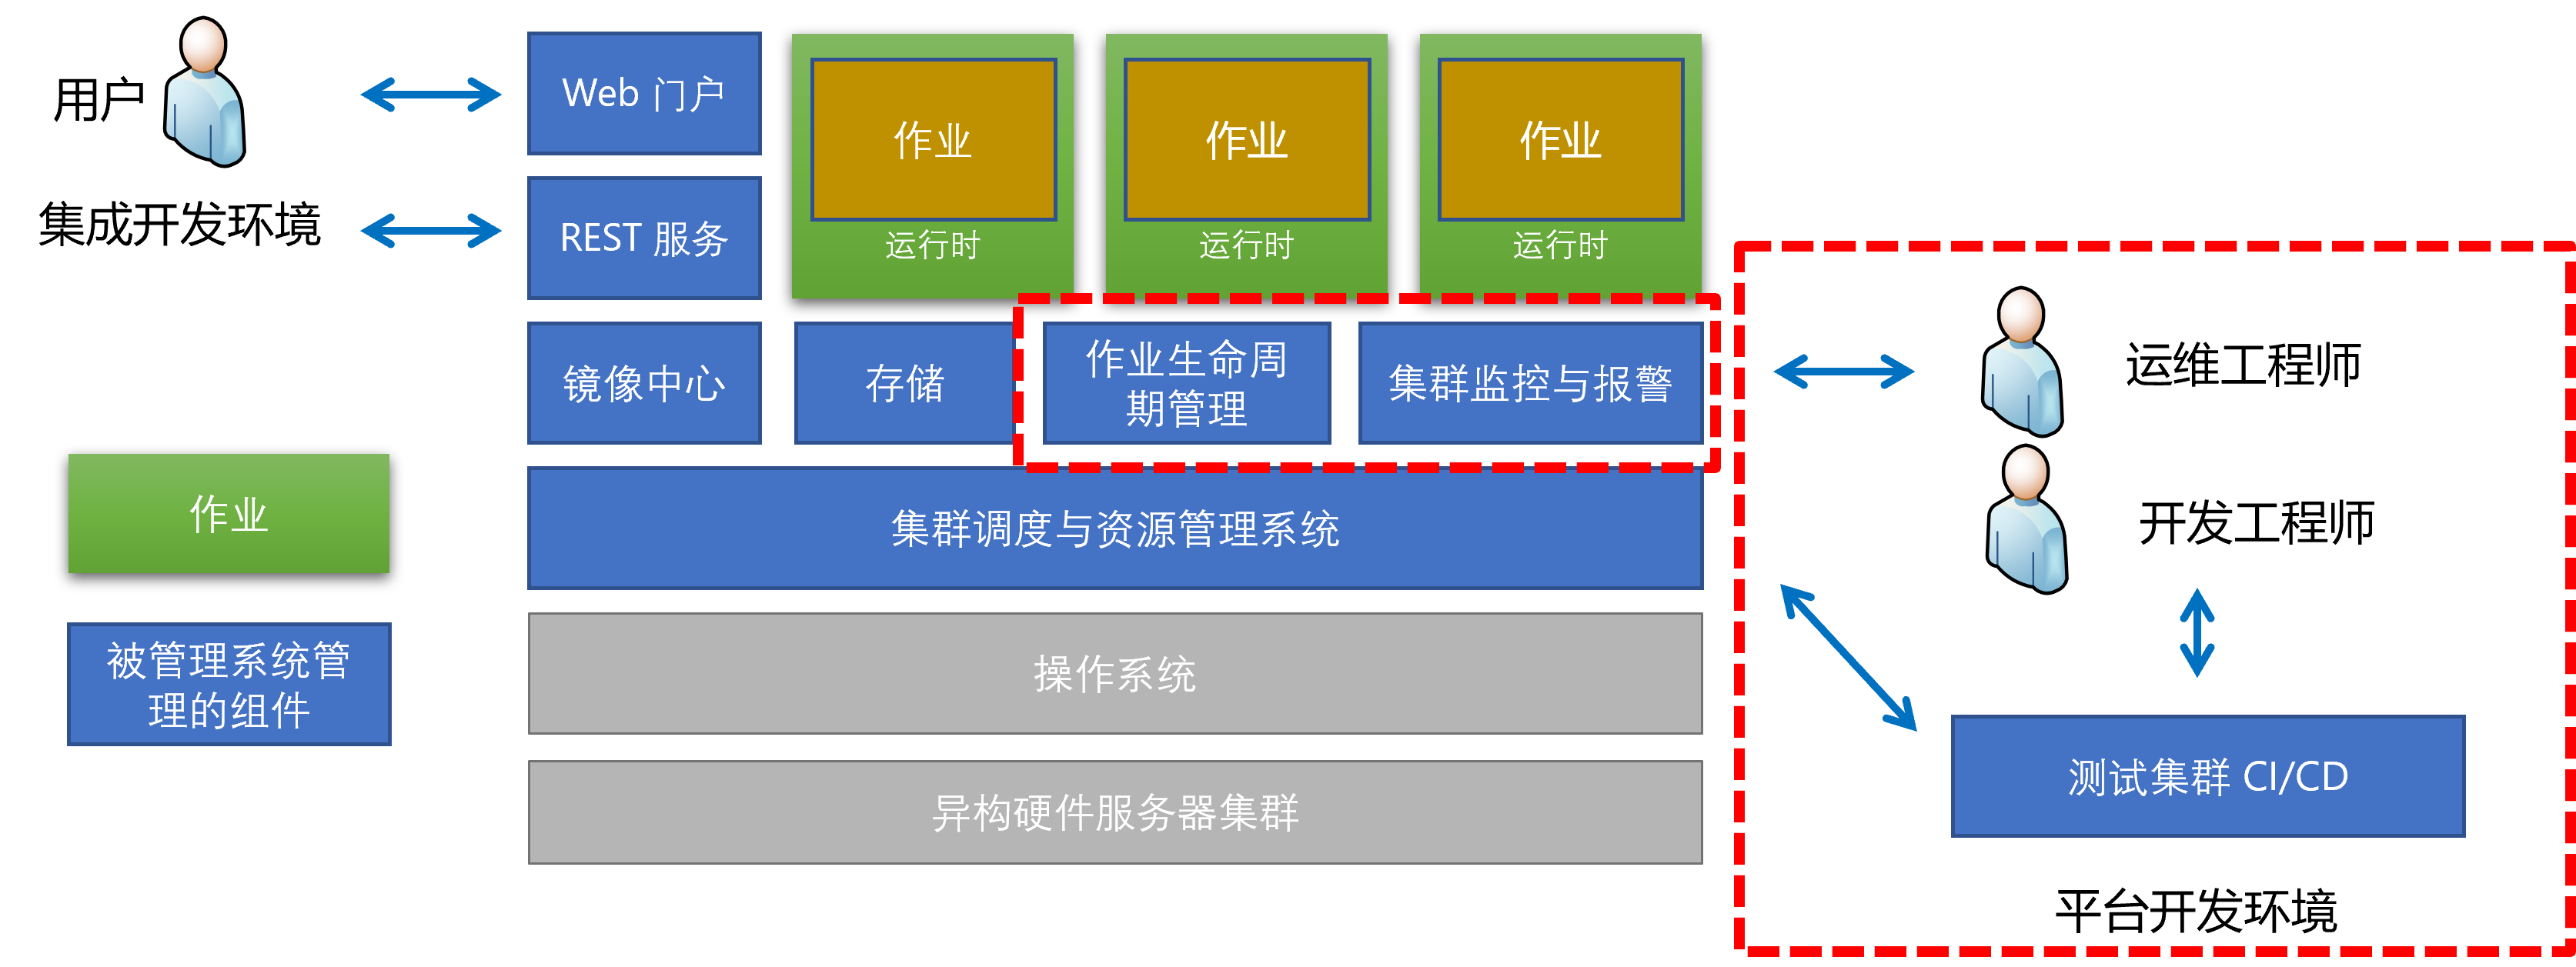 用户
Web 门户
作业
作业
作业
集成开发环境
REST 服务
运行时
运行时
运行时
镜像中心
存储
作业生命周
期管理
集群监控与报警
运维工程师
作业
集群调度与资源管理系统
开发工程师
被管理系统管
理的组件
操作系统
测试集群 CI/CD
异构硬件服务器集群
平台开发环境